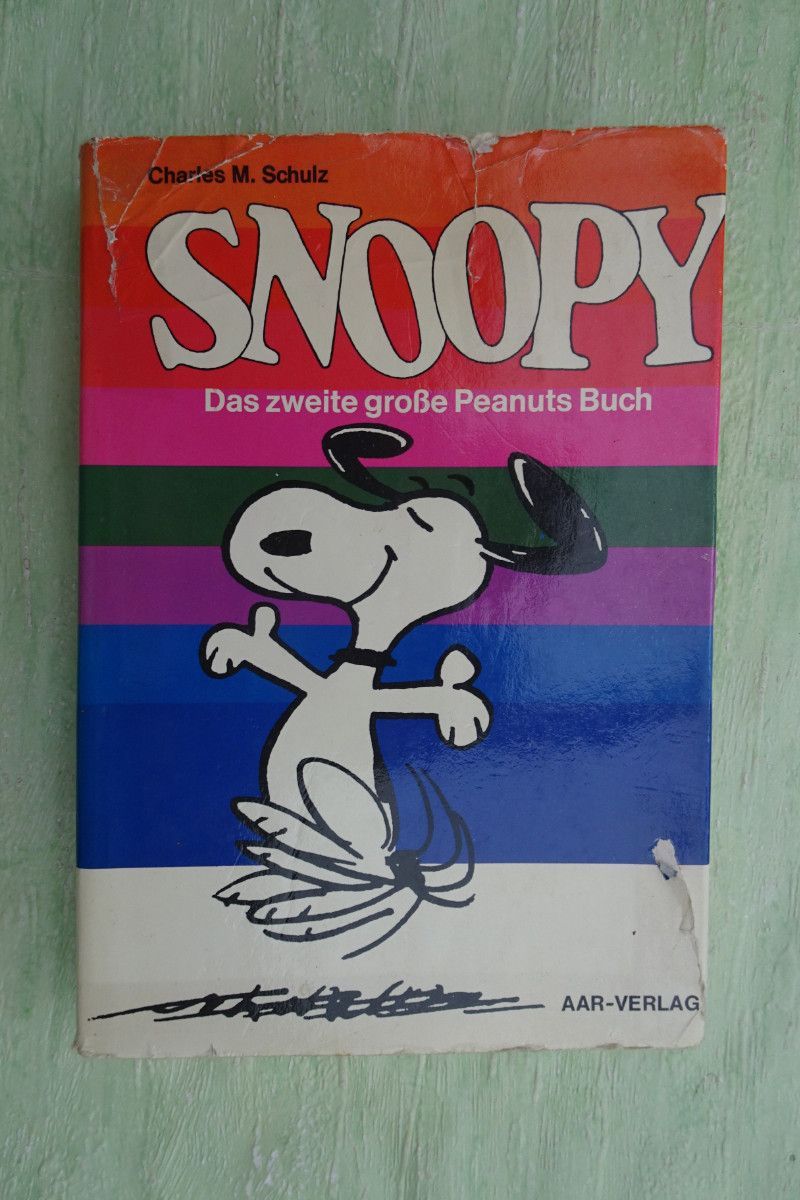 Charles M. Schulz
SNOOPY
Das zweite große Peanuts Buch
AAR-VERLAG